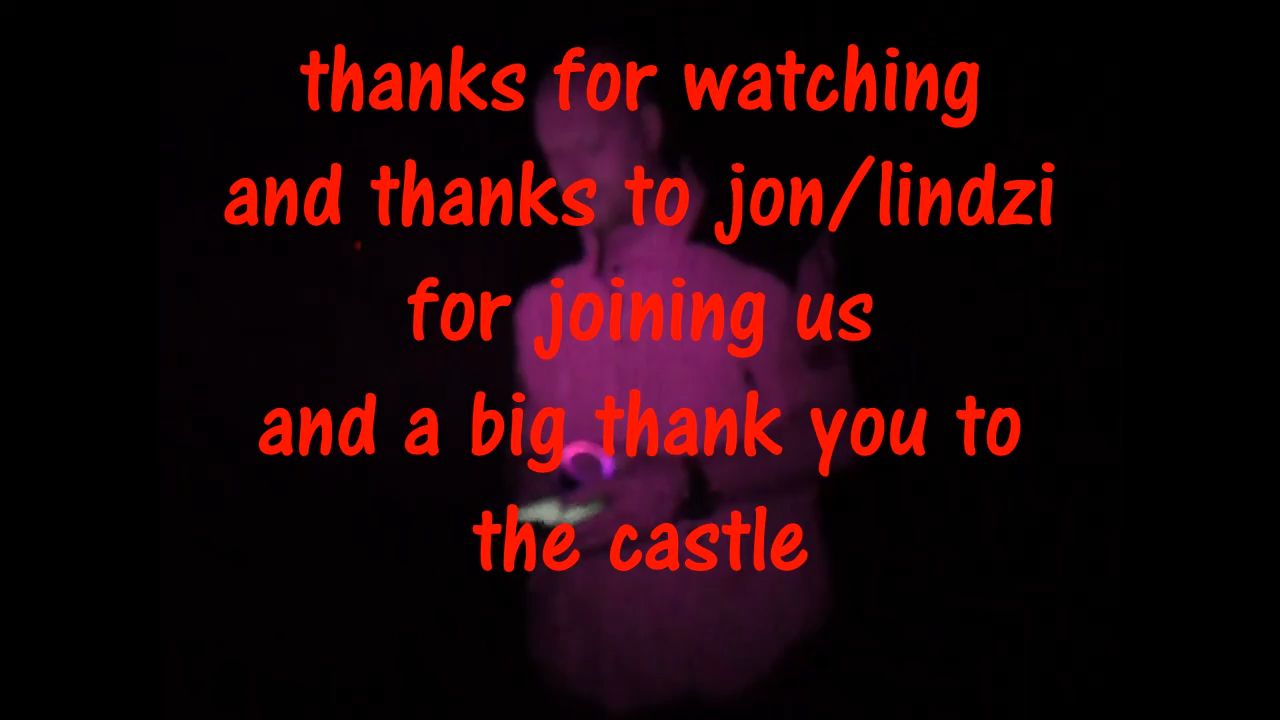 thanks for watching
and thanks to jon/lindzi
for joining us
and a big thank you to
the castle